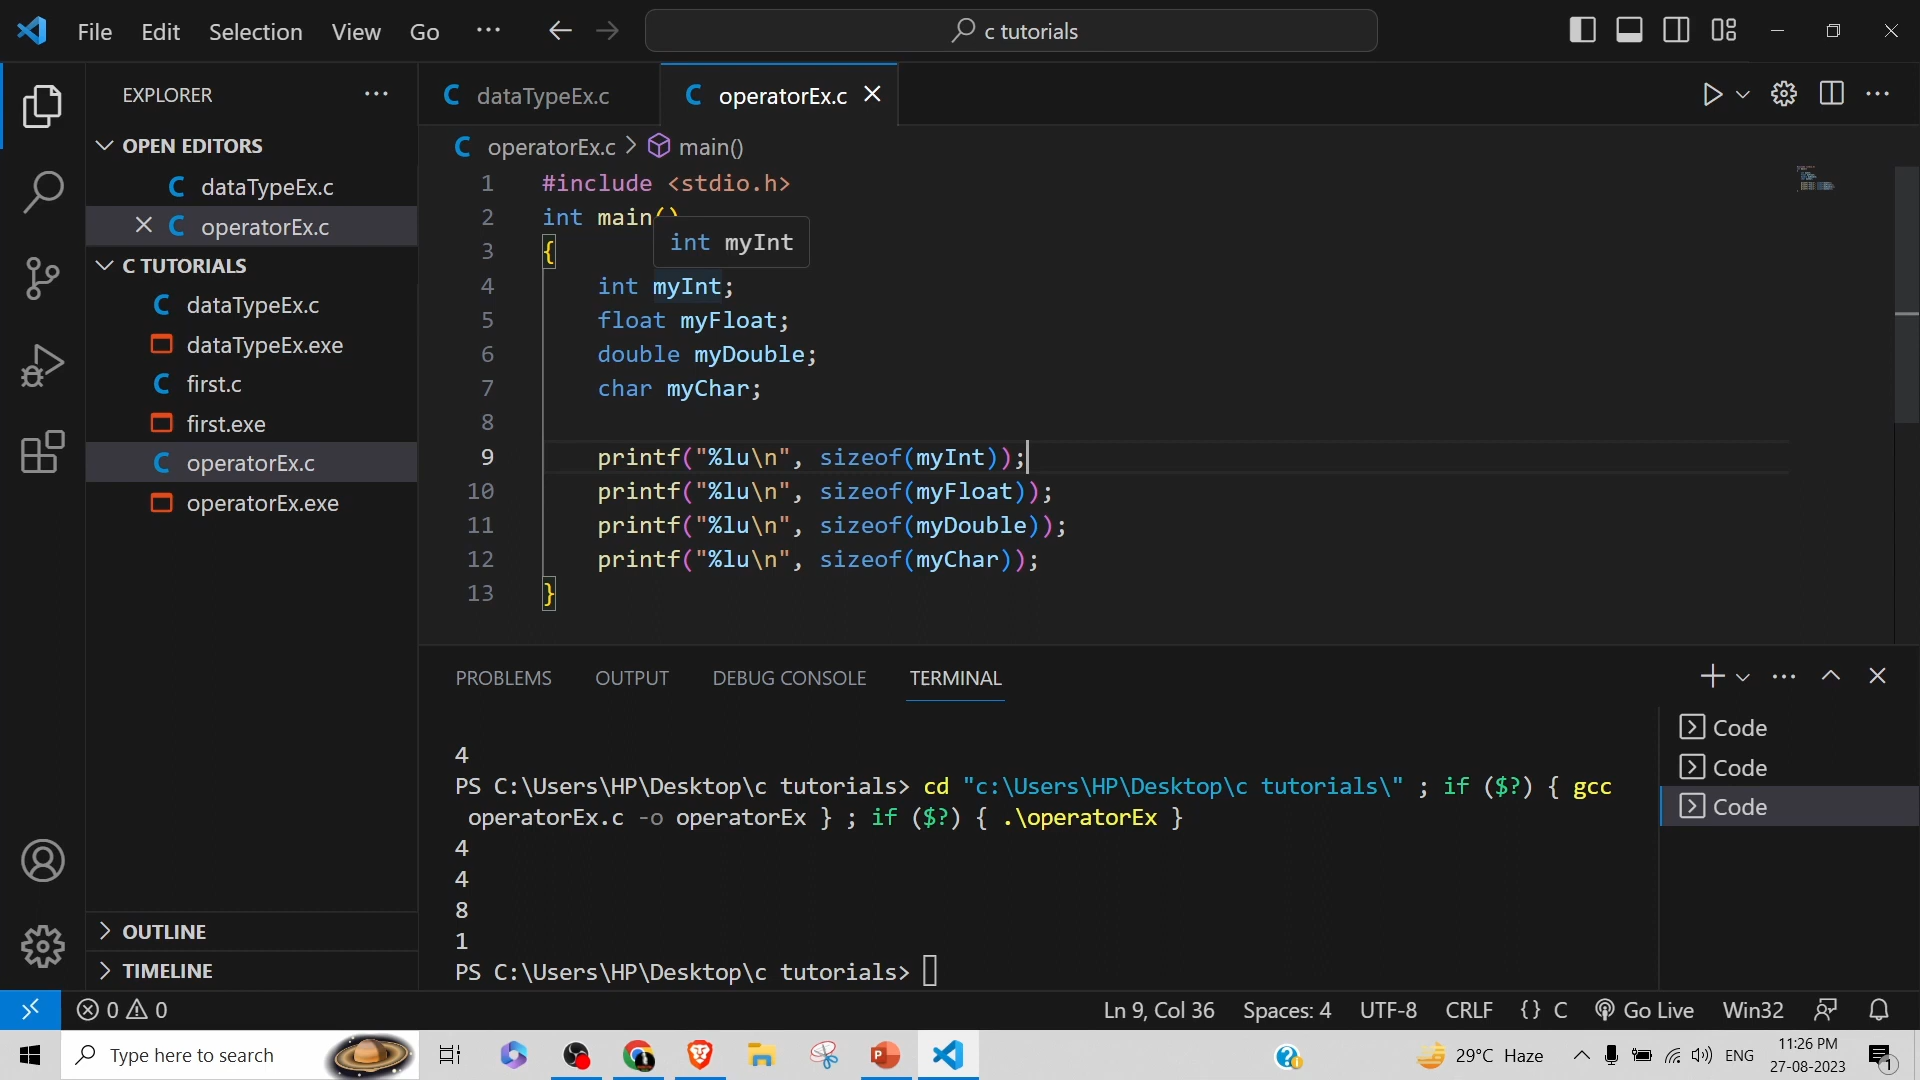 File Edit Selection View Go ... c tutorials
EXPLORER ...
OPEN EDITORS
dataTypeEx.c
operatorEx.c
C TUTORIALS
dataTypeEx.c
dataTypeEx.exe
first.c
first.exe
operatorEx.c
operatorEx.exe
OUTLINE
TIMELINE
C dataTypeEx.c C operatorEx.c
C operatorEx.c > main()
1 #include <stdio.h>
2 int main()
int myInt
3 {
4 int myInt;
5 float myFloat;
6 double myDouble;
7 char myChar;
8
9 printf("%lu\n", sizeof(myInt));
10 printf("%lu\n", sizeof(myFloat));
11 printf("%lu\n", sizeof(myDouble));
12 printf("%lu\n", sizeof(myChar));
13 }
PROBLEMS OUTPUT DEBUG CONSOLE TERMINAL
4
PS C:\Users\HP\Desktop\c tutorials> cd "c:\Users\HP\Desktop\c tutorials\" ; if ($?) { gcc
operatorEx.c -o operatorEx } ; if ($?) { .\operatorEx }
4
4
8
1
PS C:\Users\HP\Desktop\c tutorials>
Code
Code
Code
0 0 Ln 9, Col 36 Spaces: 4 UTF-8 CRLF {} C Go Live Win32
Type here to search 29°C Haze ENG 11:26 PM
27-08-2023
1